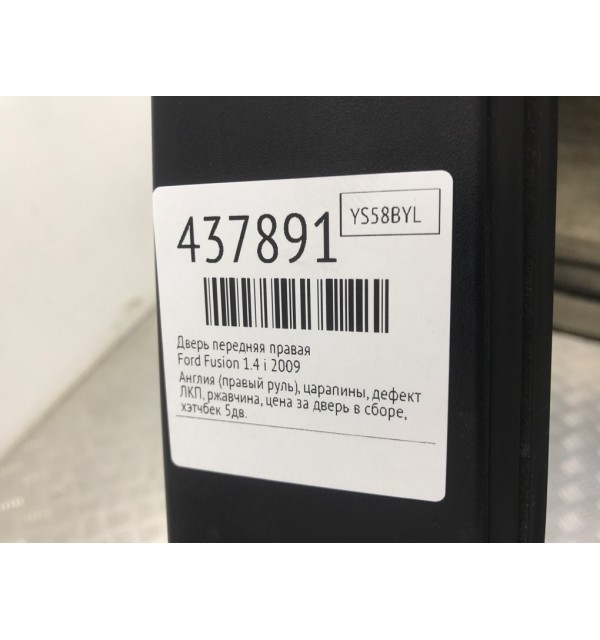 437891
YS58BYL
Дверь передняя правая
Ford Fusion 1.4 i 2009
Англия (правый руль), царапины, дефект
ЛКП, ржавчина, цена за дверь в сборе,
хэтчбек 5дв.